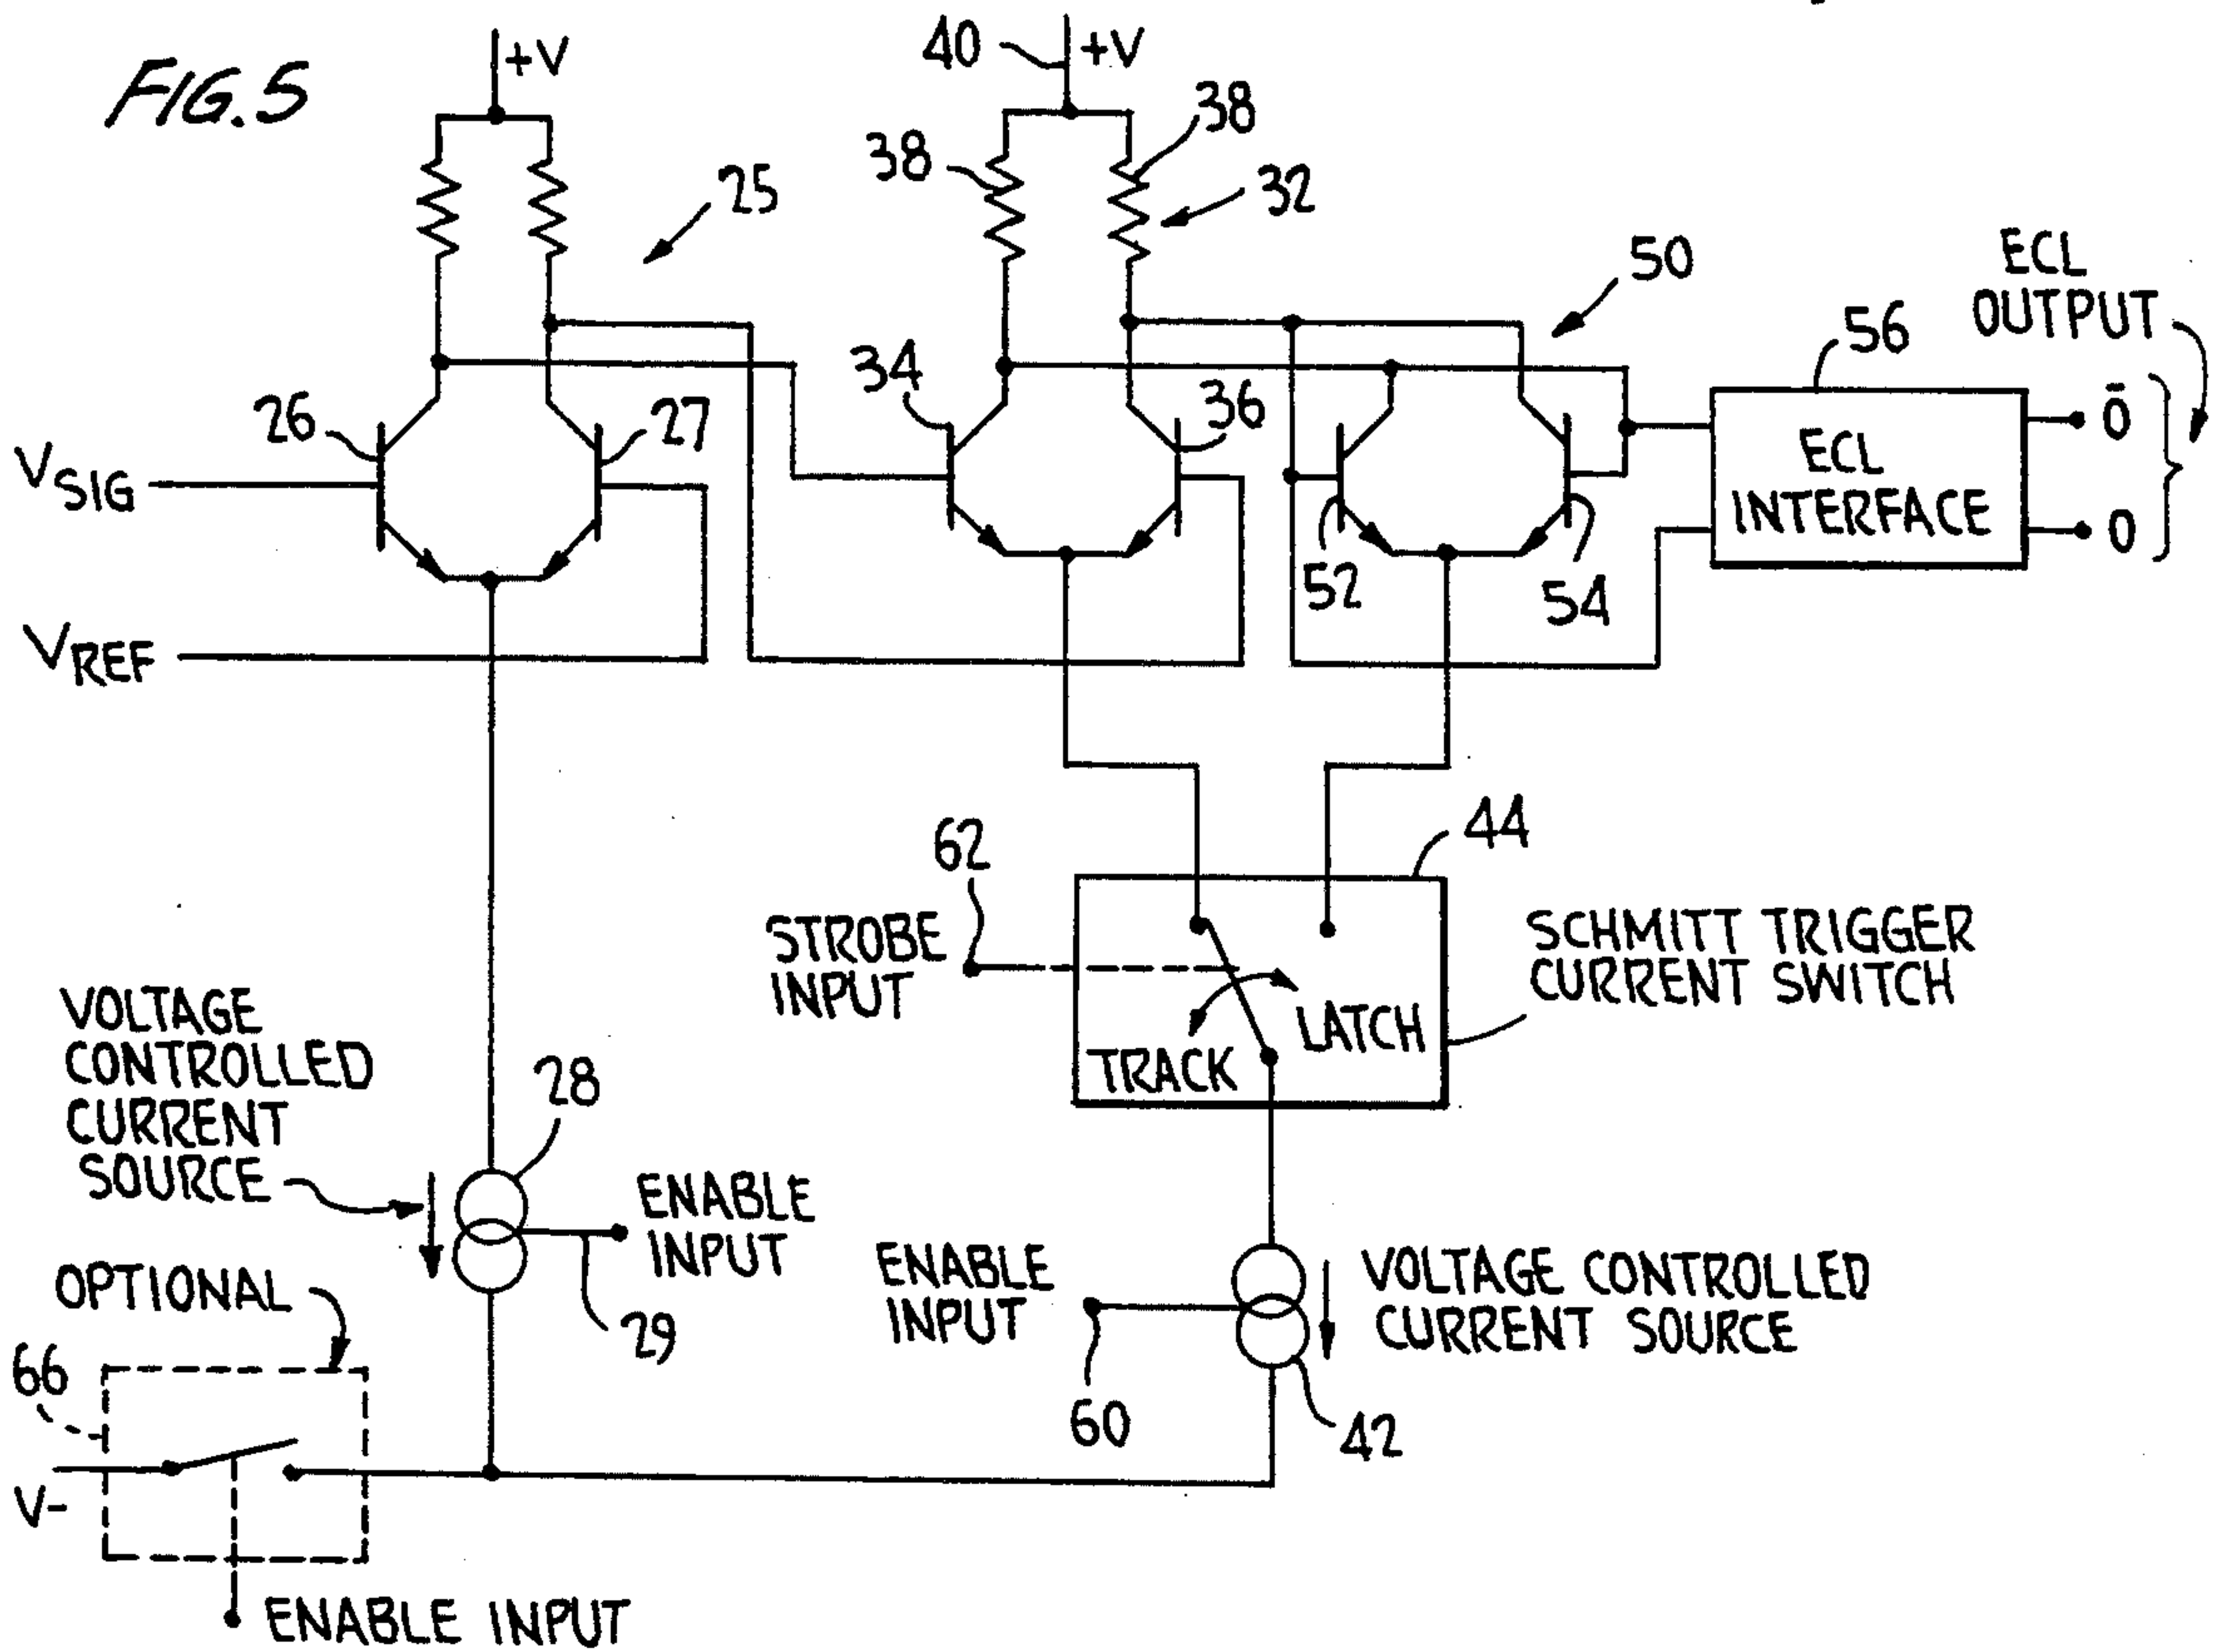 FIG. 5
+V
40
+V
38
38
25
32
50
ECL
OUTPUT
56
34
36
26
27
VSIG
ECL
INTERFACE
Ō
O
52
54
VREF
44
62
STROBE
INPUT
SCHMITT TRIGGER
CURRENT SWITCH
LATCH
TRACK
VOLTAGE
CONTROLLED
CURRENT
SOURCE
28
ENABLE
INPUT
29
ENABLE
INPUT
60
VOLTAGE CONTROLLED
CURRENT SOURCE
42
OPTIONAL
66
V-
ENABLE INPUT